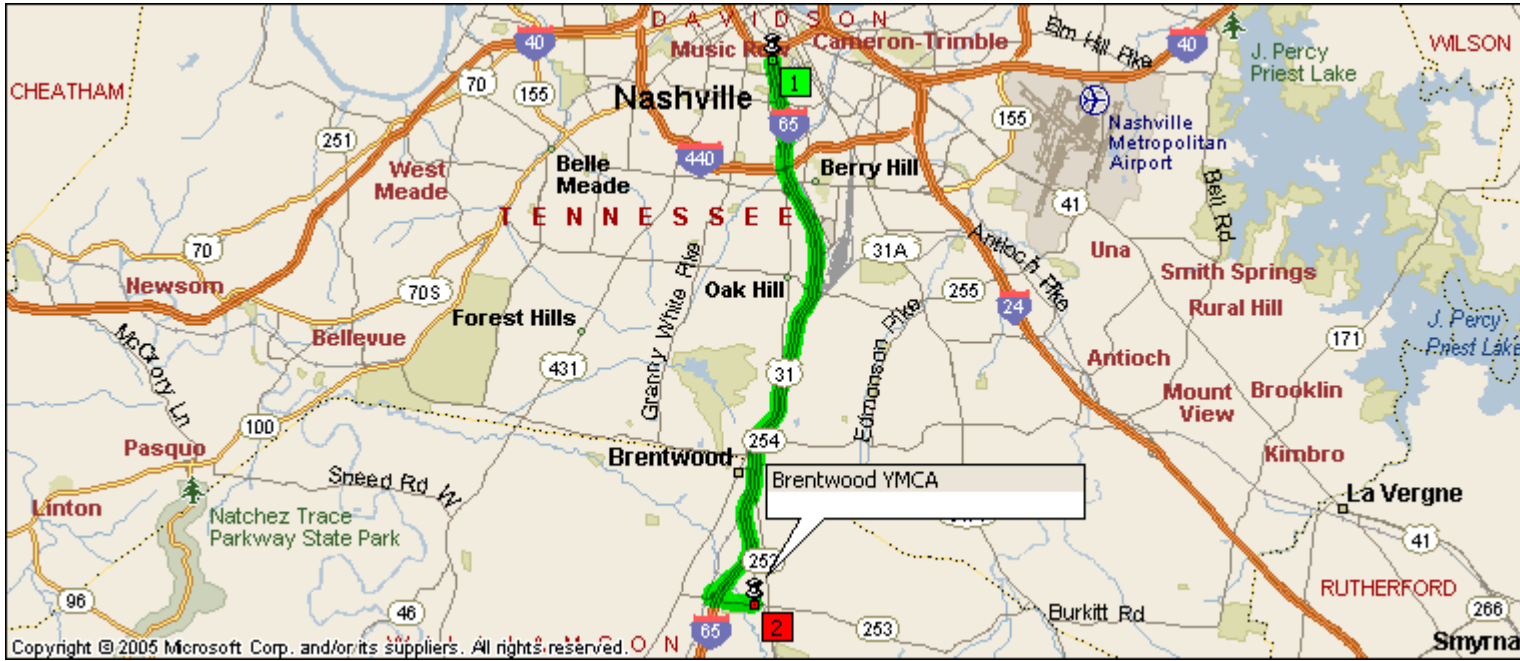 DAVIDSON
40
Music Row
Cameron-Trimble
Elm Hill Pike
40
WILSON
J. Percy
Priest Lake
CHEATHAM
70
155
Nashville
1
251
65
155
Nashville
Metropolitan
Airport
West
Meade
Belle
Meade
440
Berry Hill
Bell Rd
41
TENNESSEE
70
31A
Antioch Pike
Una
Smith Springs
Newsom
70S
Granny White Pike
Oak Hill
255
Rural Hill
24
Forest Hills
Bellevue
McCrory Ln
Edmonson Pike
171
J. Percy
Priest Lake
431
31
Antioch
Mount
View
Brooklin
100
254
Pasquo
Brentwood
Kimbro
Sneed Rd W
Brentwood YMCA
La Vergne
Linton
Natchez Trace
Parkway State Park
41
252
RUTHERFORD
96
46
Burkitt Rd
266
65
2
253
Smyrna
Copyright © 2005 Microsoft Corp. and/or its suppliers. All rights reserved.